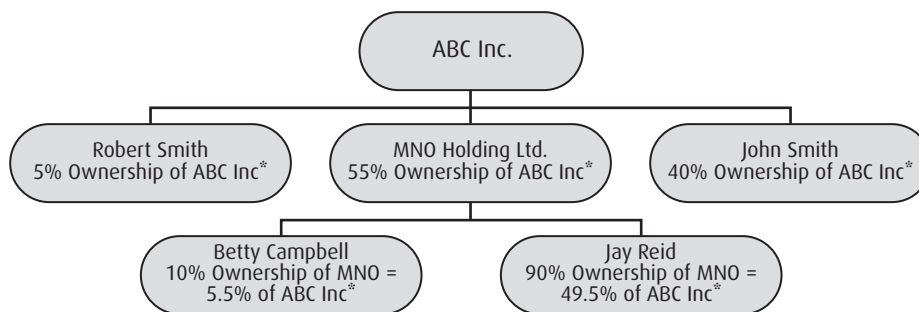 ABC Inc.
Robert Smith
5% Ownership of ABC Inc*
MNO Holding Ltd.
55% Ownership of ABC Inc*
John Smith
40% Ownership of ABC Inc*
Betty Campbell
10% Ownership of MNO =
5.5% of ABC Inc*
Jay Reid
90% Ownership of MNO =
49.5% of ABC Inc*